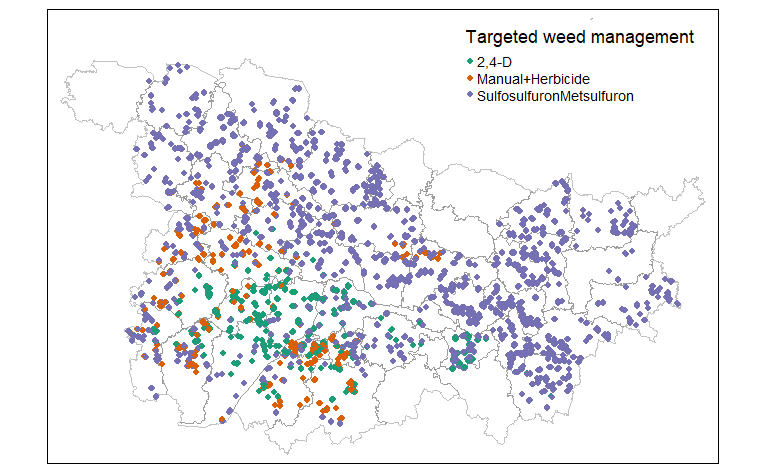 Targeted weed management
2,4-D
Manual+Herbicide
SulfosulfuronMetsulfuron